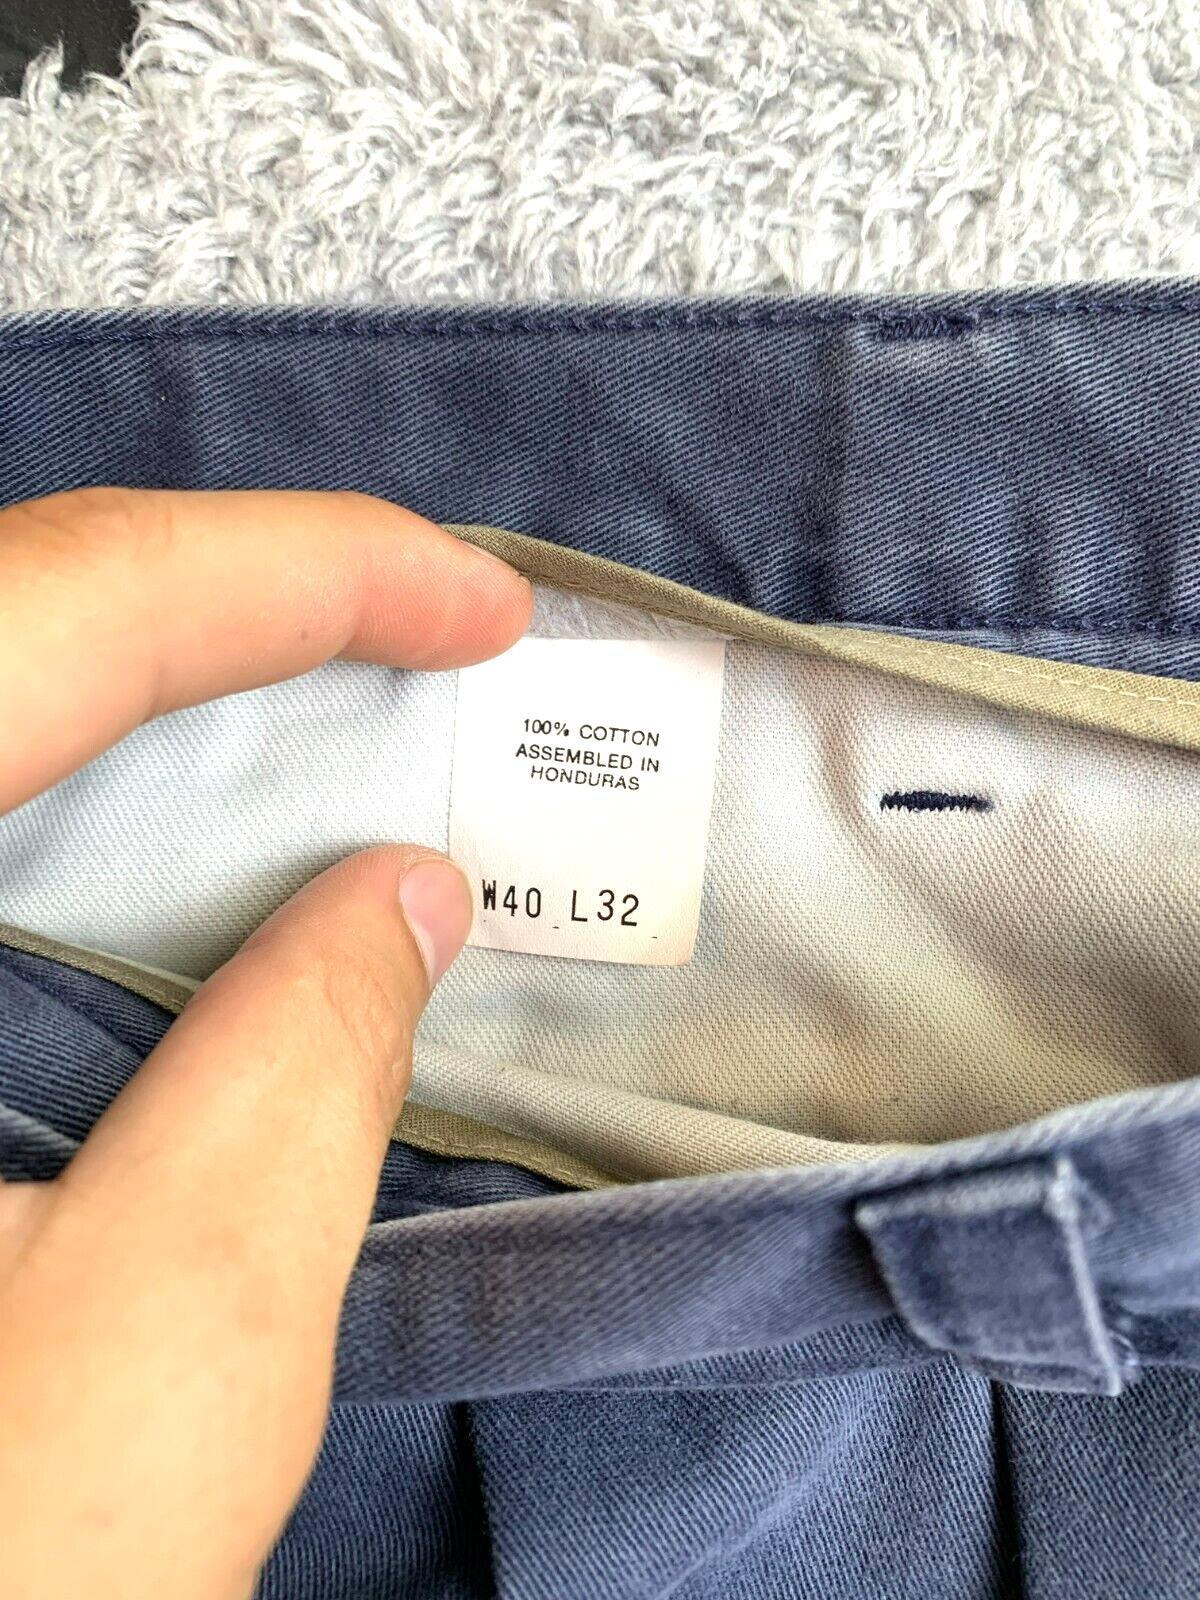 100% COTTON
ASSEMBLED IN
HONDURAS
W40 L32